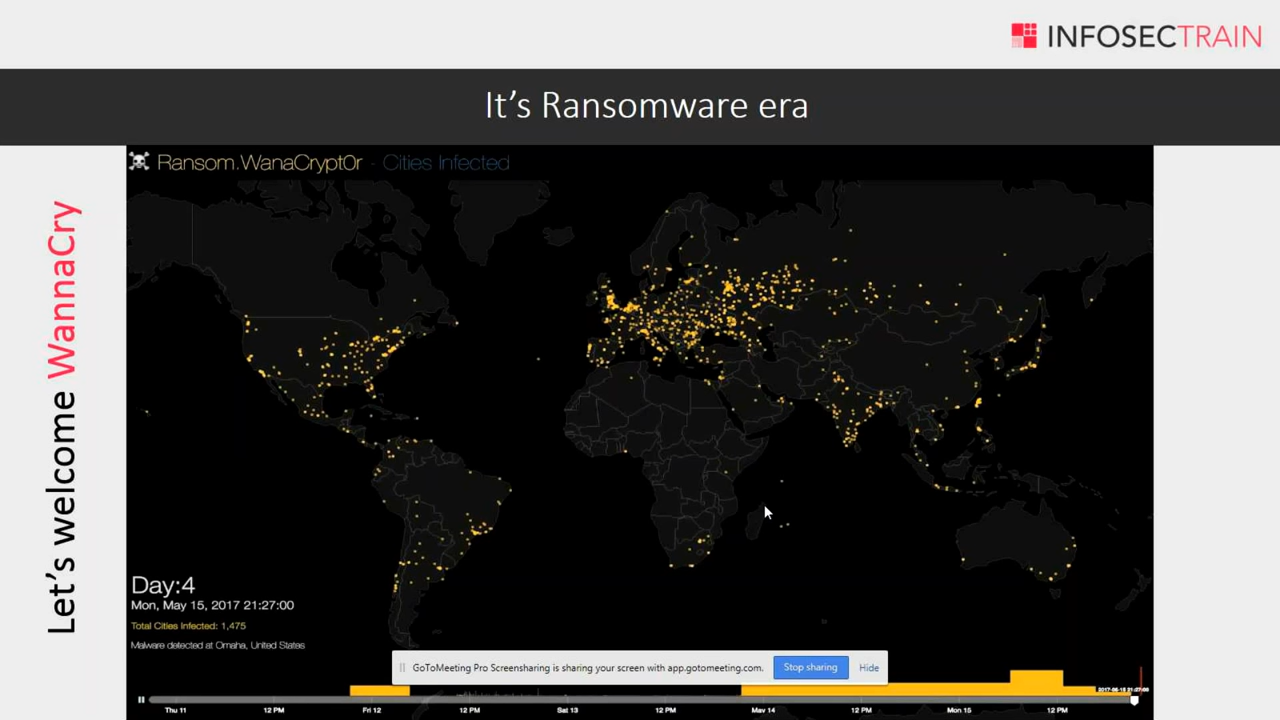 INFOSECTRAIN
It's Ransomware era
Let's welcome WannaCry
Ransom.WanaCrypt0r - Cities Infected
Day:4
Mon, May 15, 2017 21:27:00
Total Cities Infected: 1,475
Malware detected at Omaha, United States
GoToMeeting Pro Screensharing is sharing your screen with app.gotomeeting.com.
Stop sharing
Hide
Thu 11
12 PM
Fri 12
12 PM
Sat 13
12 PM
May 14
12 PM
Mon 15
12 PM